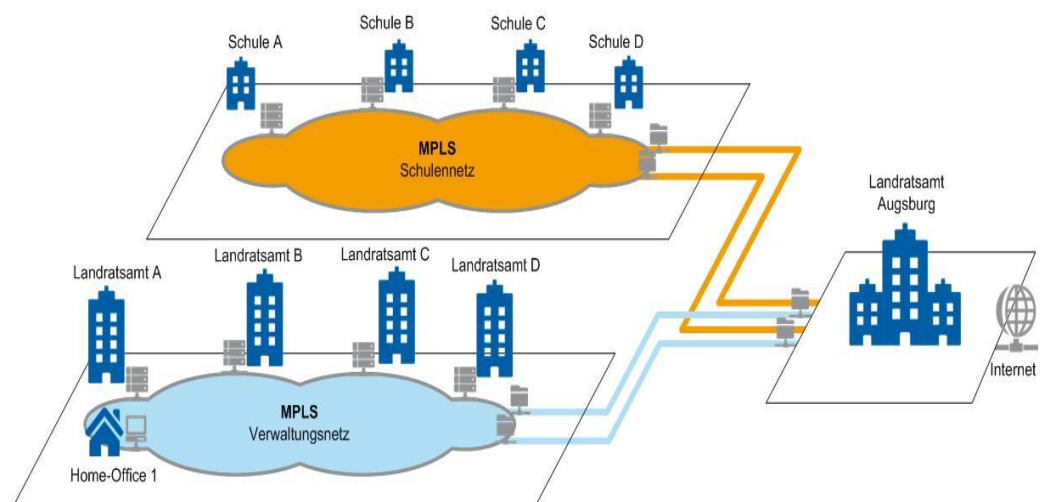 Schule A
Schule B
Schule C
Schule D
MPLS
Schulennetz
Landratsamt
Augsburg
Landratsamt A
Landratsamt B
Landratsamt C
Landratsamt D
Internet
MPLS
Verwaltungsnetz
Home-Office 1